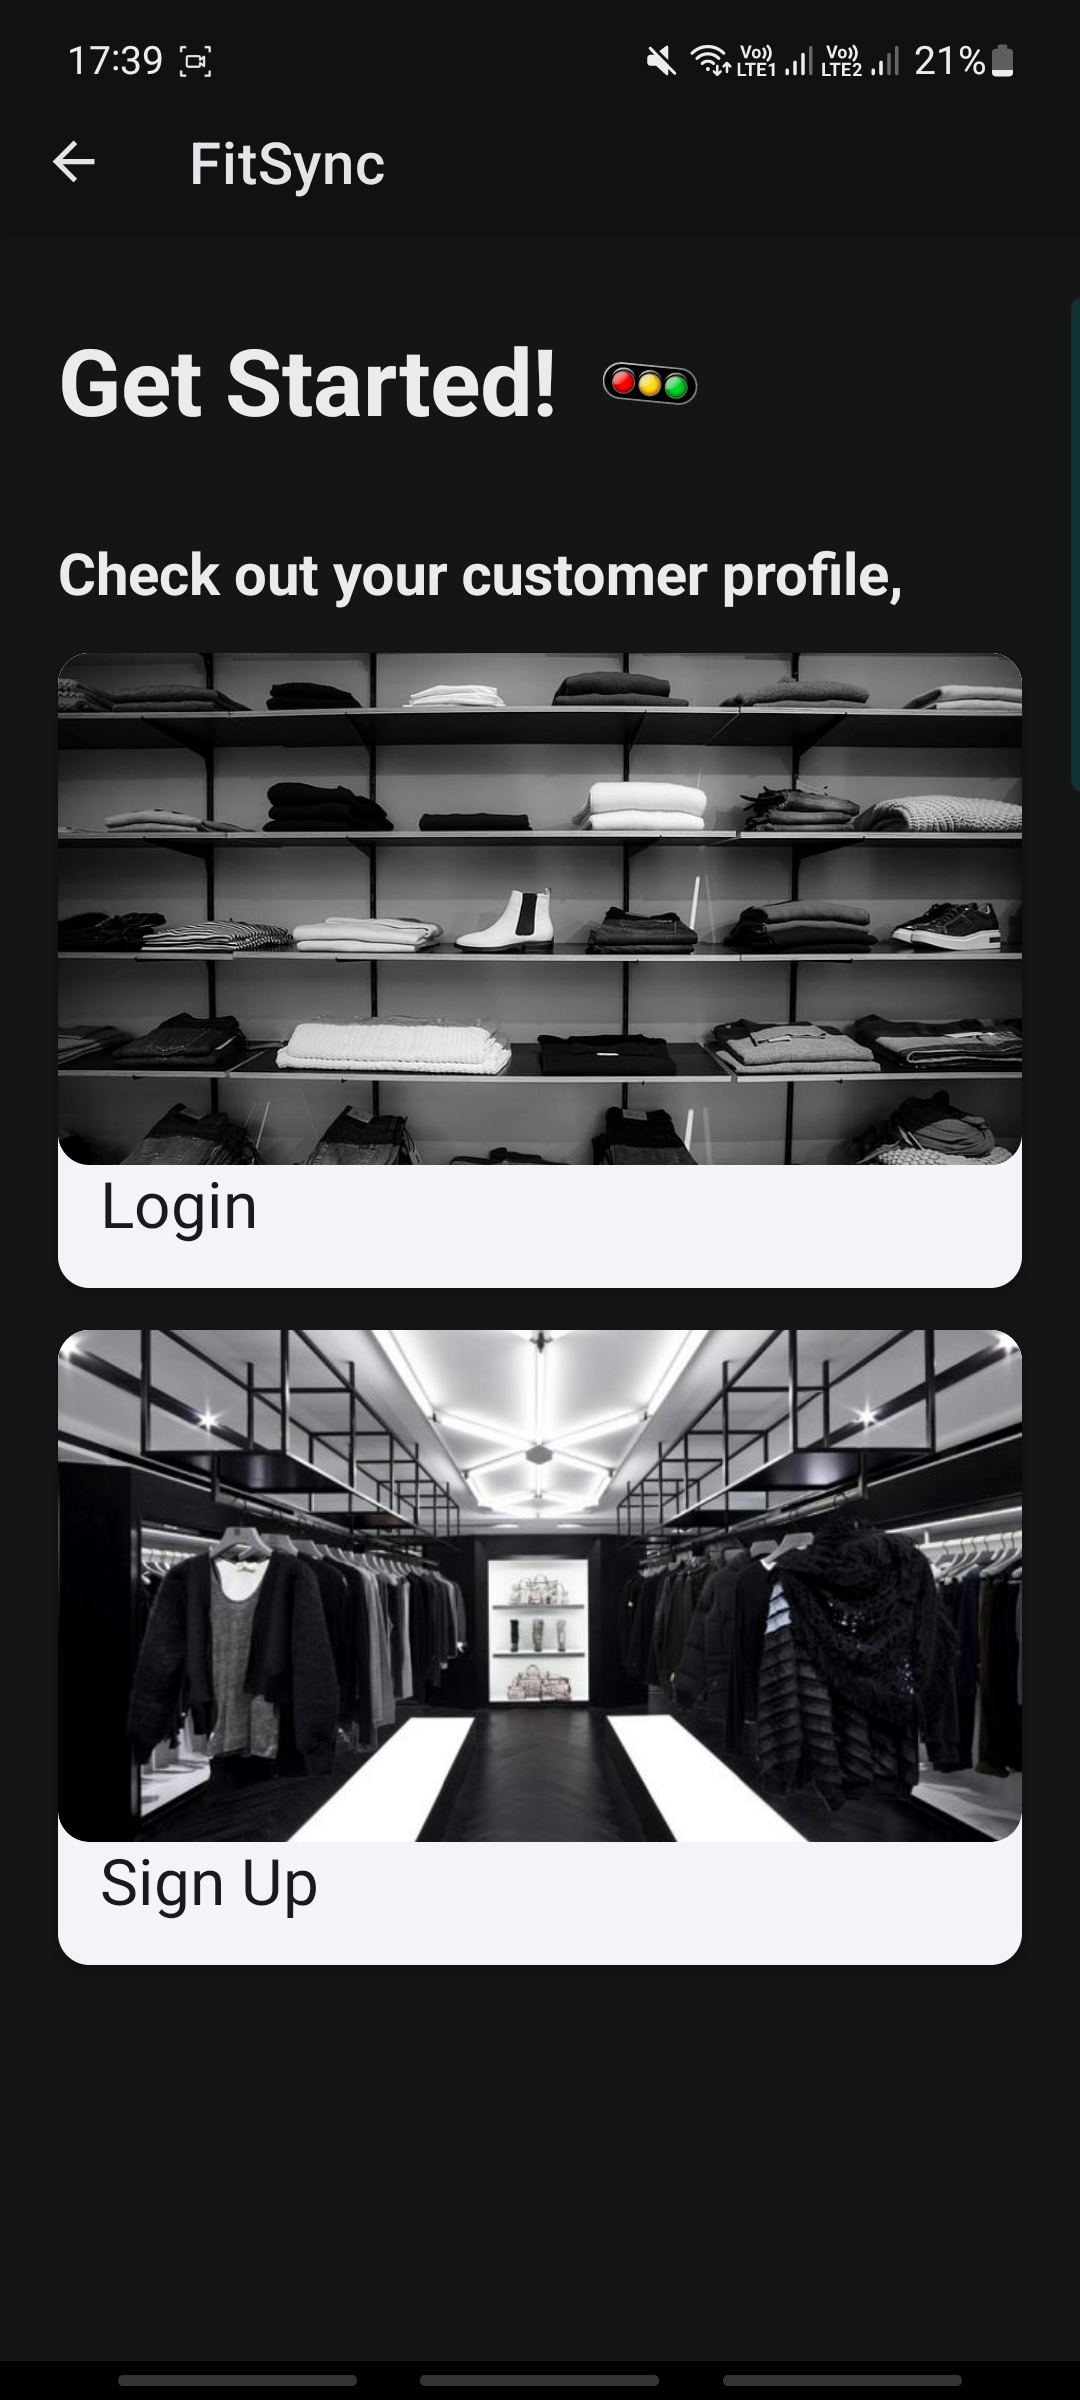 17:39 Vo)) LTE1 Vo)) LTE2 21%
FitSync
Get Started!
Check out your customer profile,
Login
Sign Up